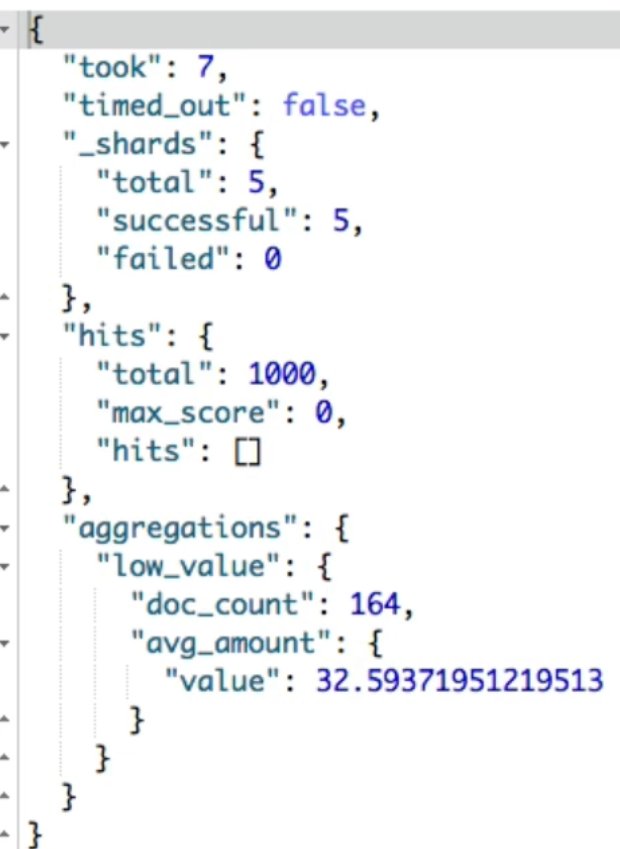 {
  "took": 7,
  "timed_out": false,
  "_shards": {
    "total": 5,
    "successful": 5,
    "failed": 0
  },
  "hits": {
    "total": 1000,
    "max_score": 0,
    "hits": []
  },
  "aggregations": {
    "low_value": {
      "doc_count": 164,
      "avg_amount": {
        "value": 32.59371951219513
      }
    }
  }
}